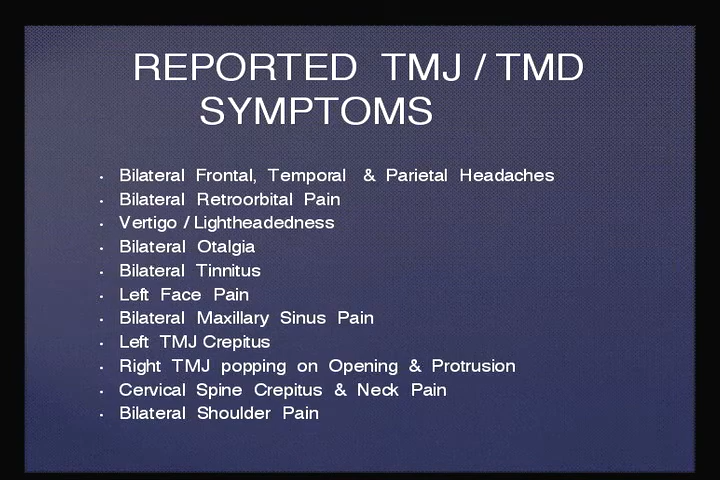 REPORTED TMJ / TMD
SYMPTOMS
• Bilateral Frontal, Temporal & Parietal Headaches
• Bilateral Retroorbital Pain
• Vertigo / Lightheadedness
• Bilateral Otalgia
• Bilateral Tinnitus
• Left Face Pain
• Bilateral Maxillary Sinus Pain
• Left TMJ Crepitus
• Right TMJ popping on Opening & Protrusion
• Cervical Spine Crepitus & Neck Pain
• Bilateral Shoulder Pain